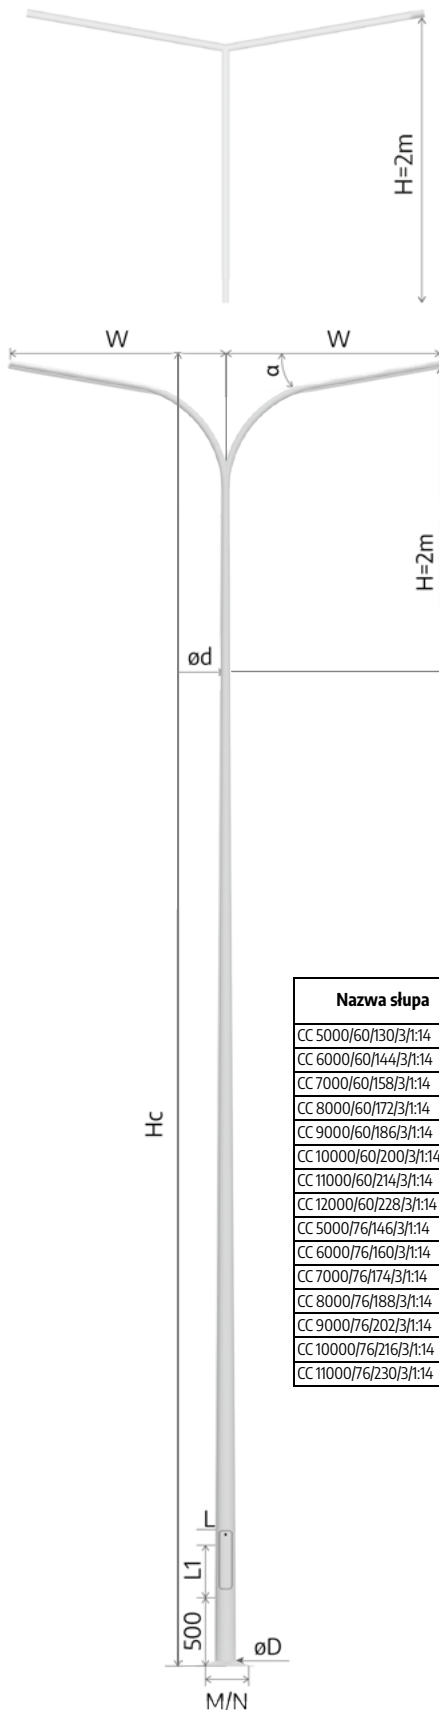 H=2m
W
W
α
H=2m
ød
Hc
Nazwa słupa
CC 5000/60/130/3/1:14
CC 6000/60/144/3/1:14
CC 7000/60/158/3/1:14
CC 8000/60/172/3/1:14
CC 9000/60/186/3/1:14
CC 10000/60/200/3/1:14
CC 11000/60/214/3/1:14
CC 12000/60/228/3/1:14
CC 5000/76/146/3/1:14
CC 6000/76/160/3/1:14
CC 7000/76/174/3/1:14
CC 8000/76/188/3/1:14
CC 9000/76/202/3/1:14
CC 10000/76/216/3/1:14
CC 11000/76/230/3/1:14
L
L1
500
øD
M/N